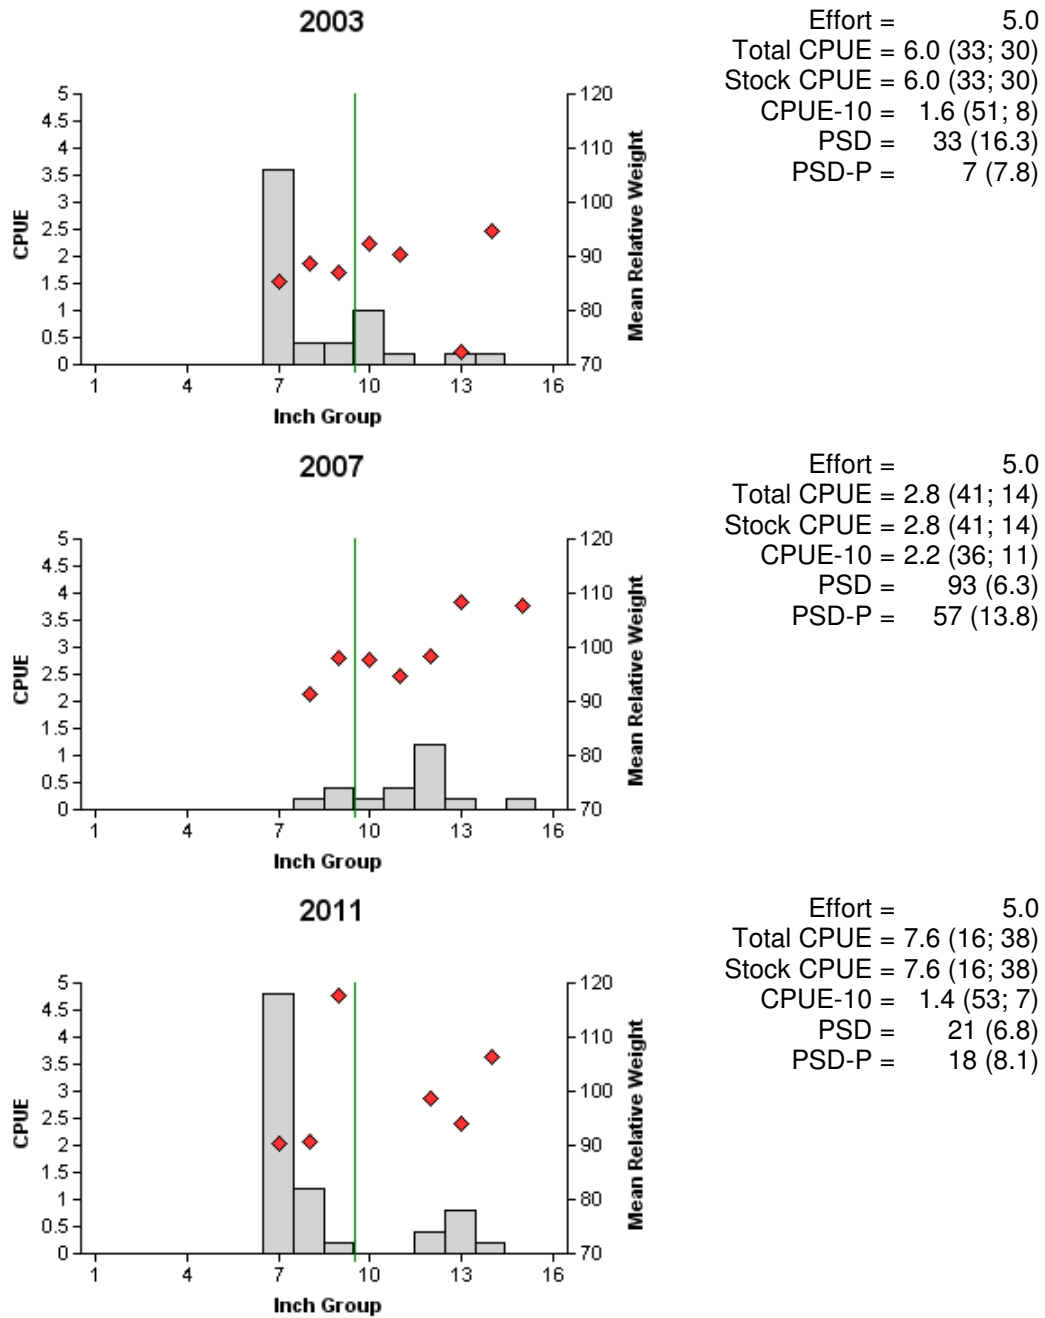 2003
Effort = 5.0
Total CPUE = 6.0 (33; 30)
Stock CPUE = 6.0 (33; 30)
CPUE-10 = 1.6 (51; 8)
PSD = 33 (16.3)
PSD-P = 7 (7.8)
5
4.5
4
3.5
3
2.5
2
1.5
1
0.5
0
CPUE
120
110
100
90
80
70
Mean Relative Weight
1 4 7 10 13 16
Inch Group
2007
Effort = 5.0
Total CPUE = 2.8 (41; 14)
Stock CPUE = 2.8 (41; 14)
CPUE-10 = 2.2 (36; 11)
PSD = 93 (6.3)
PSD-P = 57 (13.8)
5
4.5
4
3.5
3
2.5
2
1.5
1
0.5
0
CPUE
120
110
100
90
80
70
Mean Relative Weight
1 4 7 10 13 16
Inch Group
2011
Effort = 5.0
Total CPUE = 7.6 (16; 38)
Stock CPUE = 7.6 (16; 38)
CPUE-10 = 1.4 (53; 7)
PSD = 21 (6.8)
PSD-P = 18 (8.1)
5
4.5
4
3.5
3
2.5
2
1.5
1
0.5
0
CPUE
120
110
100
90
80
70
Mean Relative Weight
1 4 7 10 13 16
Inch Group